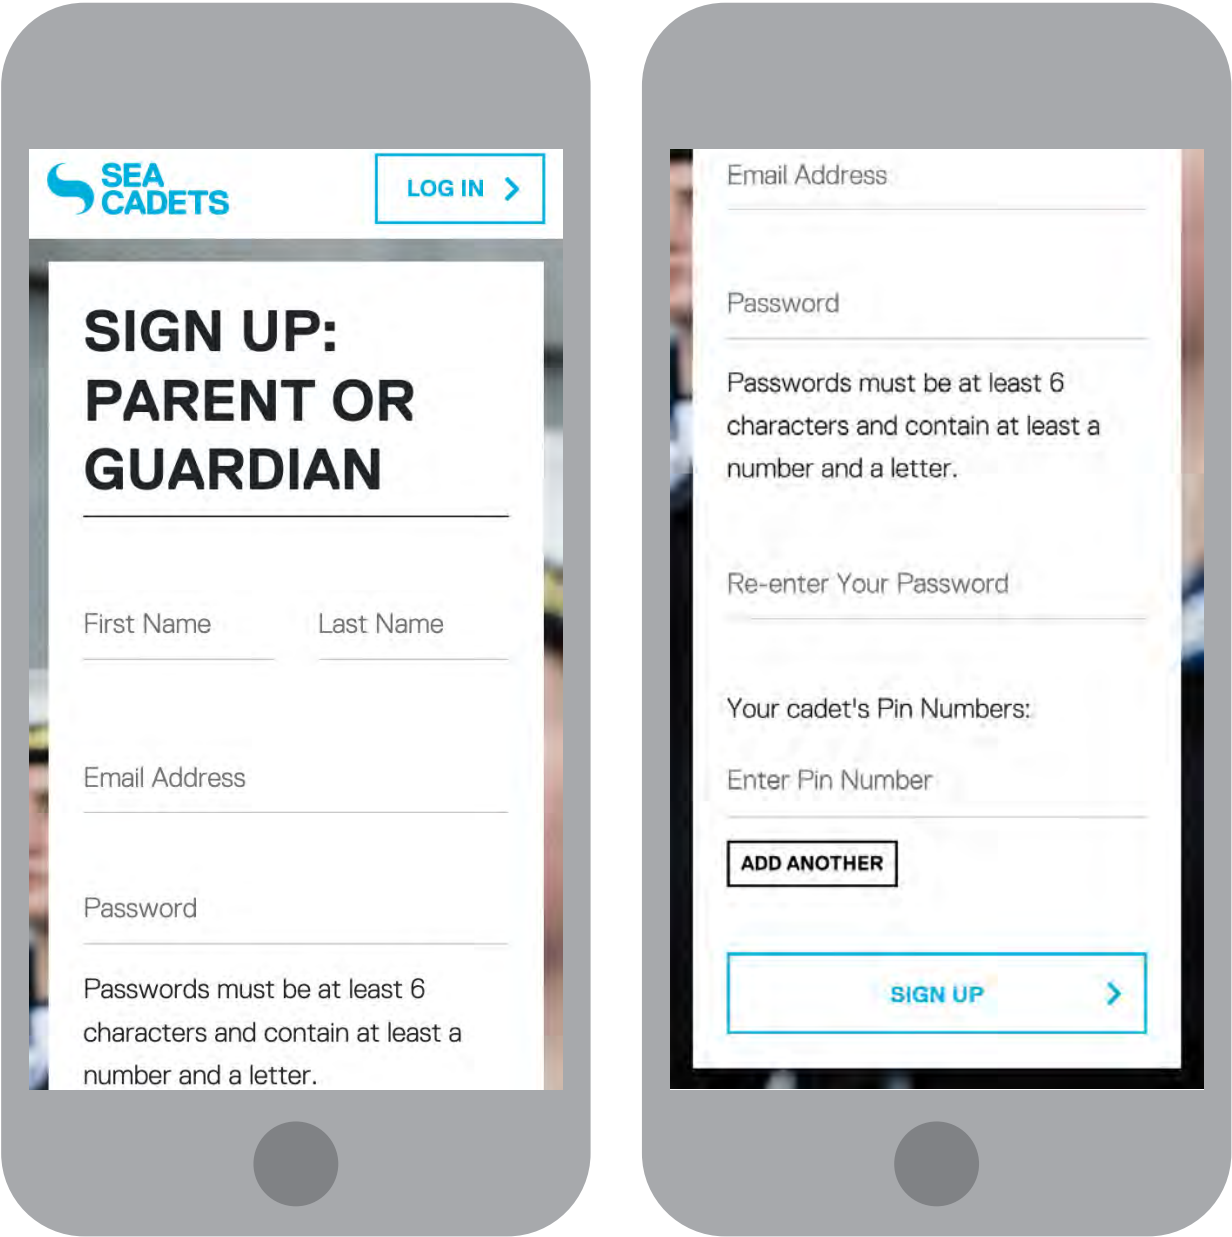 SEA
CADETS
LOG IN
SIGN UP:
PARENT OR
GUARDIAN
First Name
Last Name
Email Address
Password
Passwords must be at least 6
characters and contain at least a
number and a letter.
Email Address
Password
Passwords must be at least 6
characters and contain at least a
number and a letter.
Re-enter Your Password
Your cadet's Pin Numbers:
Enter Pin Number
ADD ANOTHER
SIGN UP